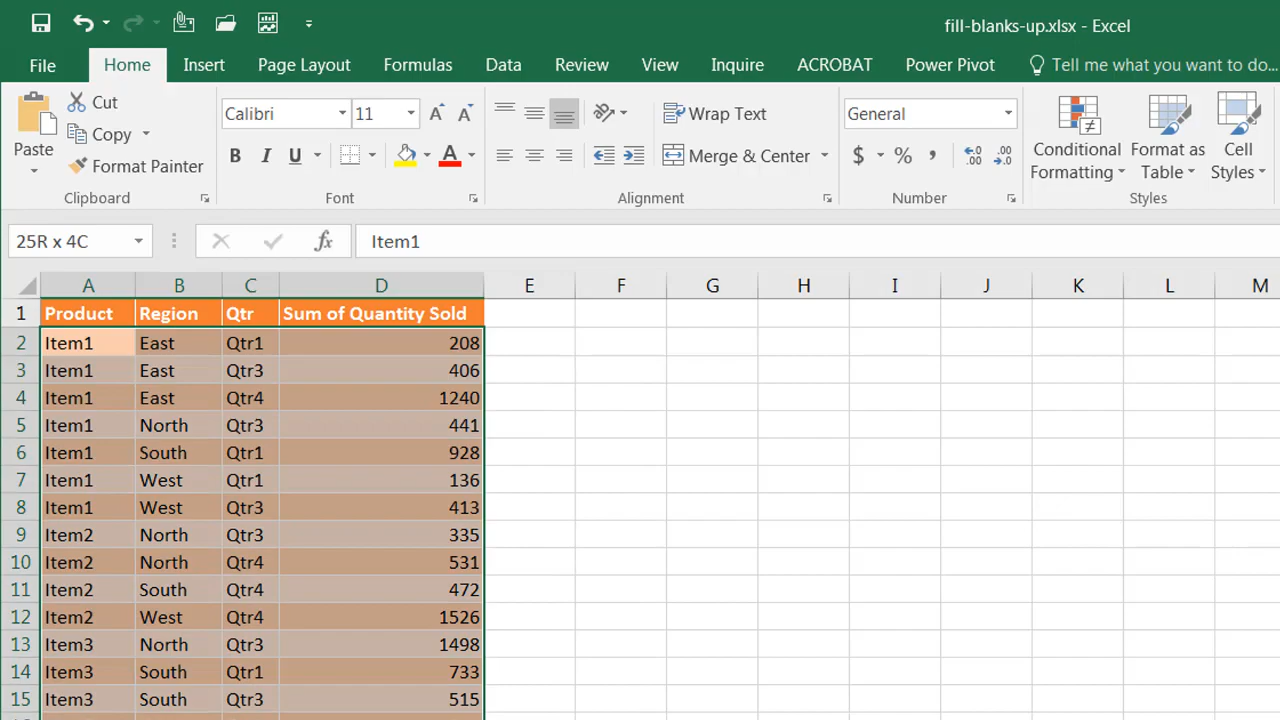 fill-blanks-up.xlsx - Excel
File Home Insert Page Layout Formulas Data Review View Inquire ACROBAT Power Pivot Tell me what you want to do...
Paste
Cut
Copy
Format Painter
Clipboard
Calibri 11 A A
B I U A
Font
Wrap Text
Merge & Center
Alignment
General
$ % , .0 .00 .00 .0
Number
Conditional Formatting
Format as Table
Cell Styles
Styles
25R x 4C fx Item1
A B C D E F G H I J K L M
1 Product Region Qtr Sum of Quantity Sold
2 Item1 East Qtr1 208
3 Item1 East Qtr3 406
4 Item1 East Qtr4 1240
5 Item1 North Qtr3 441
6 Item1 South Qtr1 928
7 Item1 West Qtr1 136
8 Item1 West Qtr3 413
9 Item2 North Qtr3 335
10 Item2 North Qtr4 531
11 Item2 South Qtr4 472
12 Item2 West Qtr4 1526
13 Item3 North Qtr3 1498
14 Item3 South Qtr1 733
15 Item3 South Qtr3 515